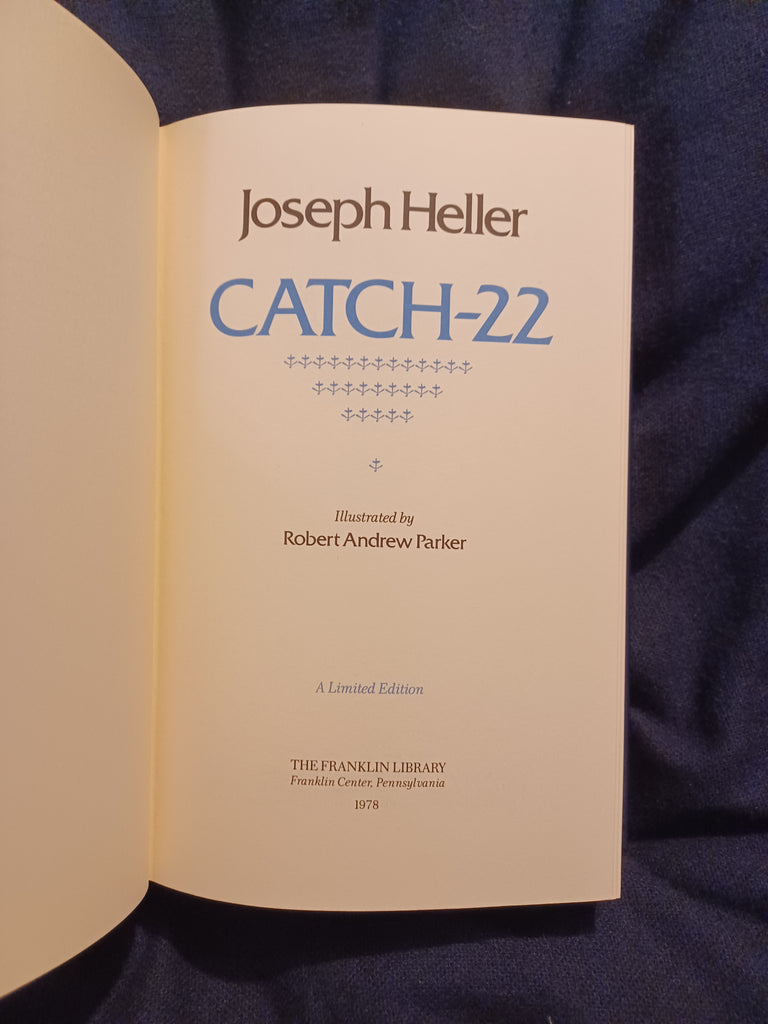 Joseph Heller
CATCH-22
Illustrated by
Robert Andrew Parker
A Limited Edition
THE FRANKLIN LIBRARY
Franklin Center, Pennsylvania
1978